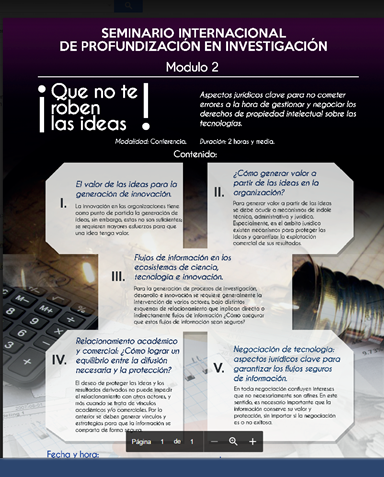 SEMINARIO INTERNACIONAL
DE PROFUNDIZACIÓN EN INVESTIGACIÓN
Modulo 2
¡Que no te
roben
las ideas!
Aspectos jurídicos clave para no cometer
errores a la hora de gestionar y negociar los
derechos de propiedad intelectual sobre las
tecnologías.
Modalidad: Conferencia. Duración: 2 horas y media.
Contenido:
I.
El valor de las ideas para la
generación de innovación.
La innovación en las organizaciones tiene
como punto de partida la generación de
ideas, sin embargo, estas no son suficientes
se requieren mayores esfuerzos para que
una idea tenga valor.
II.
¿Cómo generar valor a
partir de las ideas en la
organización?
Para generar valor a partir de las ideas
se debe acudir a mecanismos de índole
técnica, administrativa y jurídica.
Especialmente, en el ámbito jurídico
existen mecanismos para proteger las
ideas y garantizar la explotación
comercial de sus resultados.
III.
Flujos de información en los
ecosistemas de ciencia,
tecnología e innovación.
Para la generación de procesos de investigación,
desarrollo e innovación se requiere generalmente la
intervención de varios actores, bajo distintos
esquemas de relacionamiento que implican directa o
indirectamente flujos de información ¿Cómo asegurar
que estos flujos de información sean seguros?
IV.
Relacionamiento académico
y comercial: ¿Cómo lograr un
equilibrio entre la difusión
necesaria y la protección?
El deseo de proteger las ideas y los
resultados derivados no puede impedir
el relacionamiento con otros actores, y
más cuando se trata de vínculos
académicos y/o comerciales. Por lo
anterior se deben generar vínculos y
estrategias para que la información se
comparta de forma segura.
V.
Negociación de tecnología:
aspectos jurídicos clave para
garantizar los flujos seguros
de información.
En toda negociación confluyen intereses
que no necesariamente son afines. En este
sentido, es necesario importante que la
información conserve su valor y
protección, sin importar si la negociación
es o no exitosa.
Página 1 de 1
Fecha y hora: